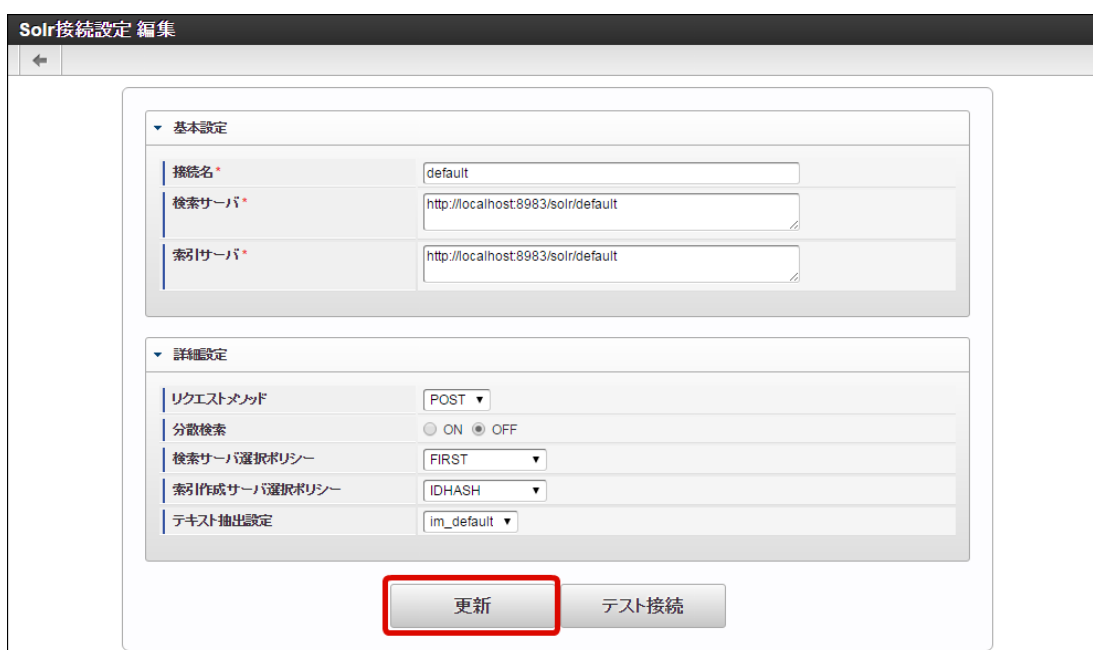 Solr接続設定 編集
基本設定
接続名*
default
検索サーバ*
http://localhost:8983/solr/default
索引サーバ*
http://localhost:8983/solr/default
詳細設定
リクエストメソッド
POST
分散検索
ON OFF
検索サーバ選択ポリシー
FIRST
索引作成サーバ選択ポリシー
IDHASH
テキスト抽出設定
im_default
更新
テスト接続